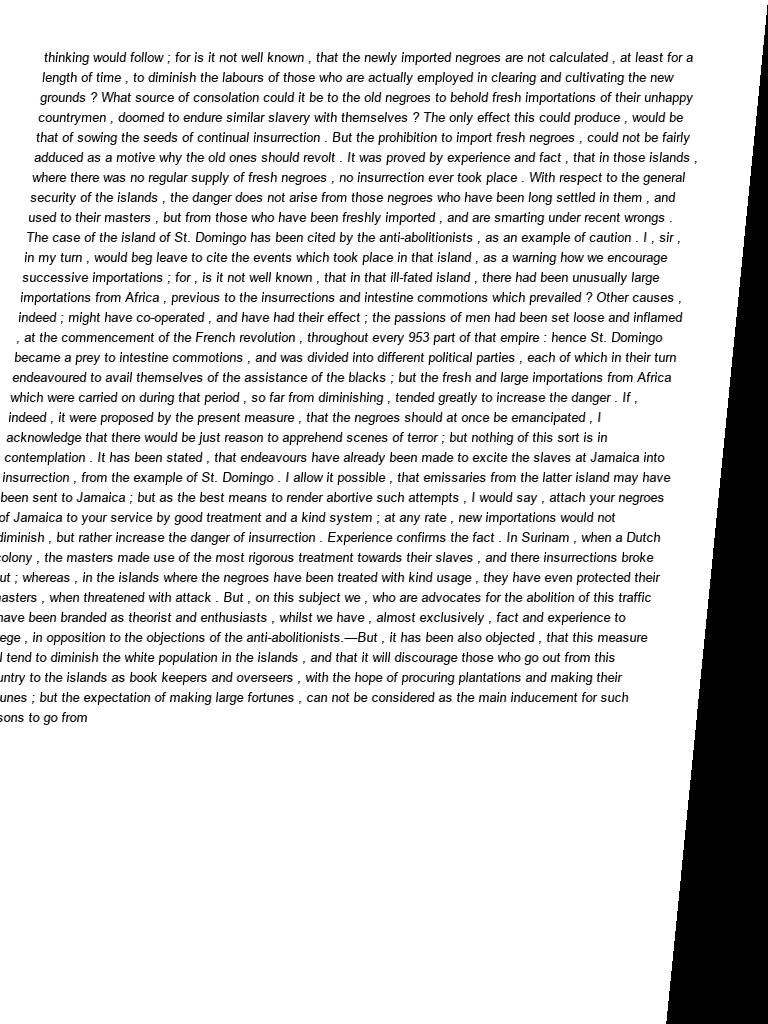 thinking would follow ; for is it not well known , that the newly imported negroes are not calculated , at least for a
length of time , to diminish the labours of those who are actually employed in clearing and cultivating the new
grounds ? What source of consolation could it be to the old negroes to behold fresh importations of their unhappy
countrymen , doomed to endure similar slavery with themselves ? The only effect this could produce , would be
that of sowing the seeds of continual insurrection . But the prohibition to import fresh negroes , could not be fairly
adduced as a motive why the old ones should revolt . It was proved by experience and fact , that in those islands ,
where there was no regular supply of fresh negroes , no insurrection ever took place . With respect to the general
security of the islands , the danger does not arise from those negroes who have been long settled in them , and
used to their masters , but from those who have been freshly imported , and are smarting under recent wrongs .
The case of the island of St. Domingo has been cited by the anti-abolitionists , as an example of caution . I , sir ,
in my turn , would beg leave to cite the events which took place in that island , as a warning how we encourage
successive importations ; for , is it not well known , that in that ill-fated island , there had been unusually large
importations from Africa , previous to the insurrections and intestine commotions which prevailed ? Other causes ,
indeed ; might have co-operated , and have had their effect ; the passions of men had been set loose and inflamed
, at the commencement of the French revolution , throughout every 953 part of that empire : hence St. Domingo
became a prey to intestine commotions , and was divided into different political parties , each of which in their turn
endeavoured to avail themselves of the assistance of the blacks ; but the fresh and large importations from Africa
which were carried on during that period , so far from diminishing , tended greatly to increase the danger . If ,
indeed , it were proposed by the present measure , that the negroes should at once be emancipated , I
acknowledge that there would be just reason to apprehend scenes of terror ; but nothing of this sort is in
contemplation . It has been stated , that endeavours have already been made to excite the slaves at Jamaica into
insurrection , from the example of St. Domingo . I allow it possible , that emissaries from the latter island may have
been sent to Jamaica ; but as the best means to render abortive such attempts , I would say , attach your negroes
of Jamaica to your service by good treatment and a kind system ; at any rate , new importations would not
diminish , but rather increase the danger of insurrection . Experience confirms the fact . In Surinam , when a Dutch
colony , the masters made use of the most rigorous treatment towards their slaves , and there insurrections broke
ut ; whereas , in the islands where the negroes have been treated with kind usage , they have even protected their
asters , when threatened with attack . But , on this subject we , who are advocates for the abolition of this traffic
have been branded as theorist and enthusiasts , whilst we have , almost exclusively , fact and experience to
ege , in opposition to the objections of the anti-abolitionists.—But , it has been also objected , that this measure
l tend to diminish the white population in the islands , and that it will discourage those who go out from this
untry to the islands as book keepers and overseers , with the hope of procuring plantations and making their
unes ; but the expectation of making large fortunes , can not be considered as the main inducement for such
sons to go from